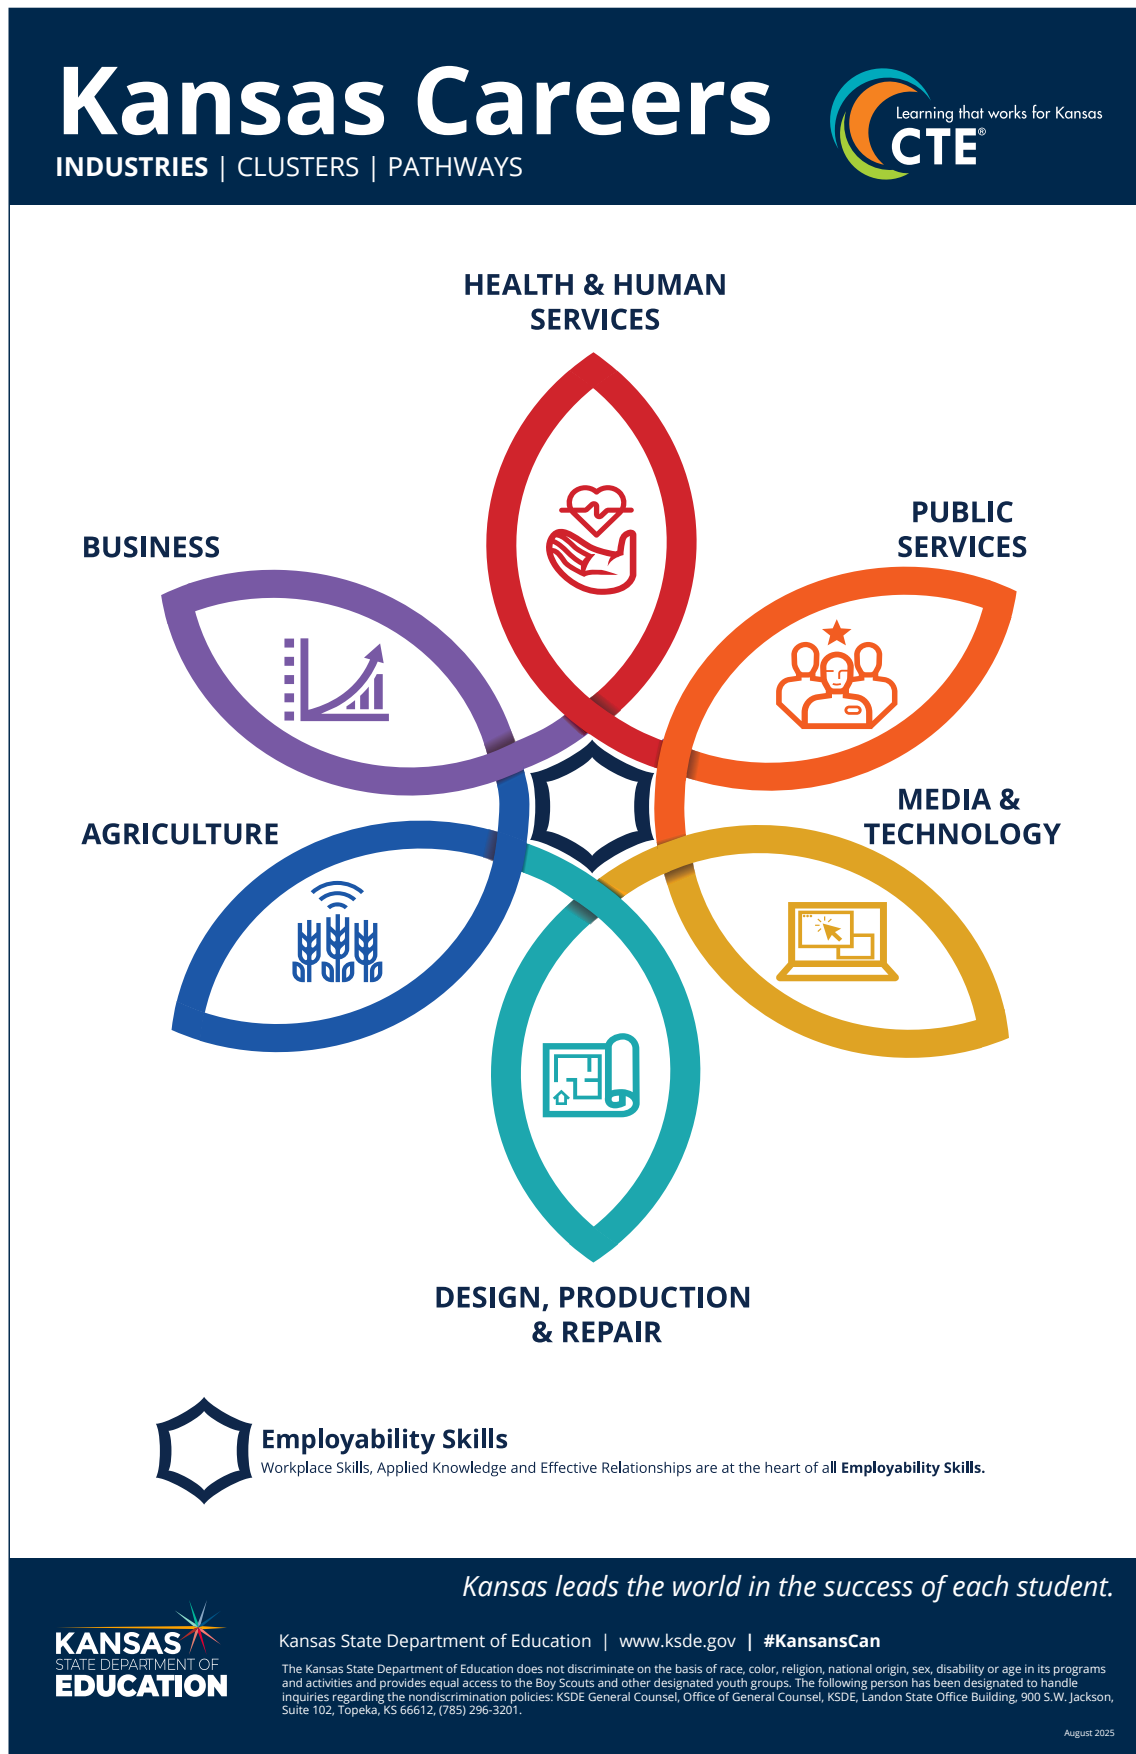 Kansas Careers
INDUSTRIES | CLUSTERS | PATHWAYS
Learning that works for Kansas
CTE®
HEALTH & HUMAN
SERVICES
PUBLIC
SERVICES
BUSINESS
MEDIA &
TECHNOLOGY
AGRICULTURE
DESIGN, PRODUCTION
& REPAIR
Employability Skills
Workplace Skills, Applied Knowledge and Effective Relationships are at the heart of all Employability Skills.
Kansas leads the world in the success of each student.
KANSAS
STATE DEPARTMENT OF
EDUCATION
Kansas State Department of Education | www.ksde.gov | #KansansCan
The Kansas State Department of Education does not discriminate on the basis of race, color, religion, national origin, sex, disability or age in its programs
and activities and provides equal access to the Boy Scouts and other designated youth groups. The following person has been designated to handle
inquiries regarding the nondiscrimination policies: KSDE General Counsel, Office of General Counsel, KSDE, Landon State Office Building, 900 S.W. Jackson,
Suite 102, Topeka, KS 66612, (785) 296-3201.
August 2025